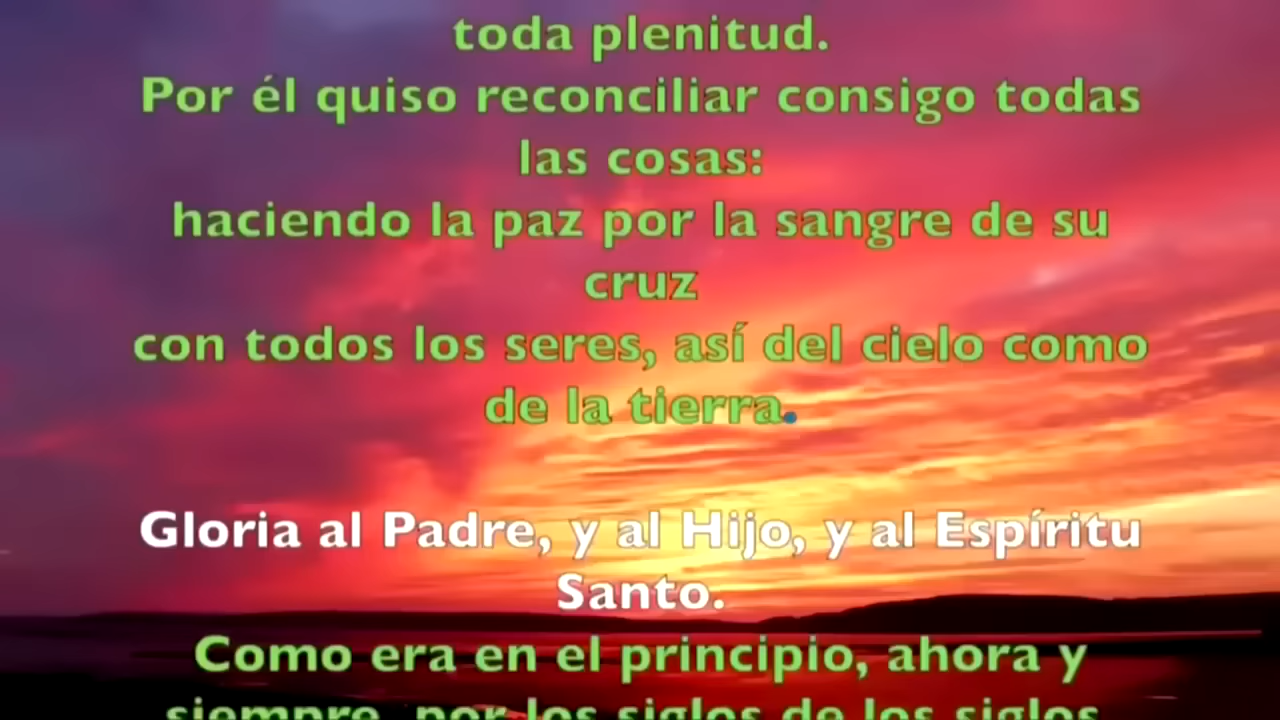 toda plenitud.
Por él quiso reconciliar consigo todas
las cosas:
haciendo la paz por la sangre de su
cruz
con todos los seres, así del cielo como
de la tierra.
Gloria al Padre, y al Hijo, y al Espíritu
Santo.
Como era en el principio, ahora y
siempre, por los siglos de los siglos.